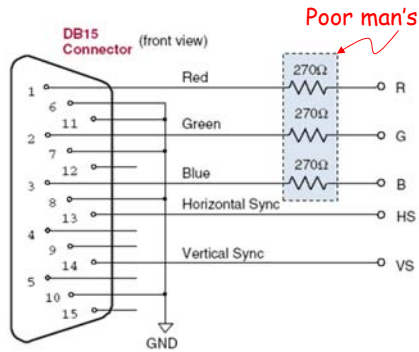 Poor man's
DB15
Connector (front view)
Red
270Ω
R
1
6
11
Green
270Ω
G
2
7
12
Blue
270Ω
B
3
8
Horizontal Sync
HS
13
4
9
Vertical Sync
VS
14
5
10
15
GND